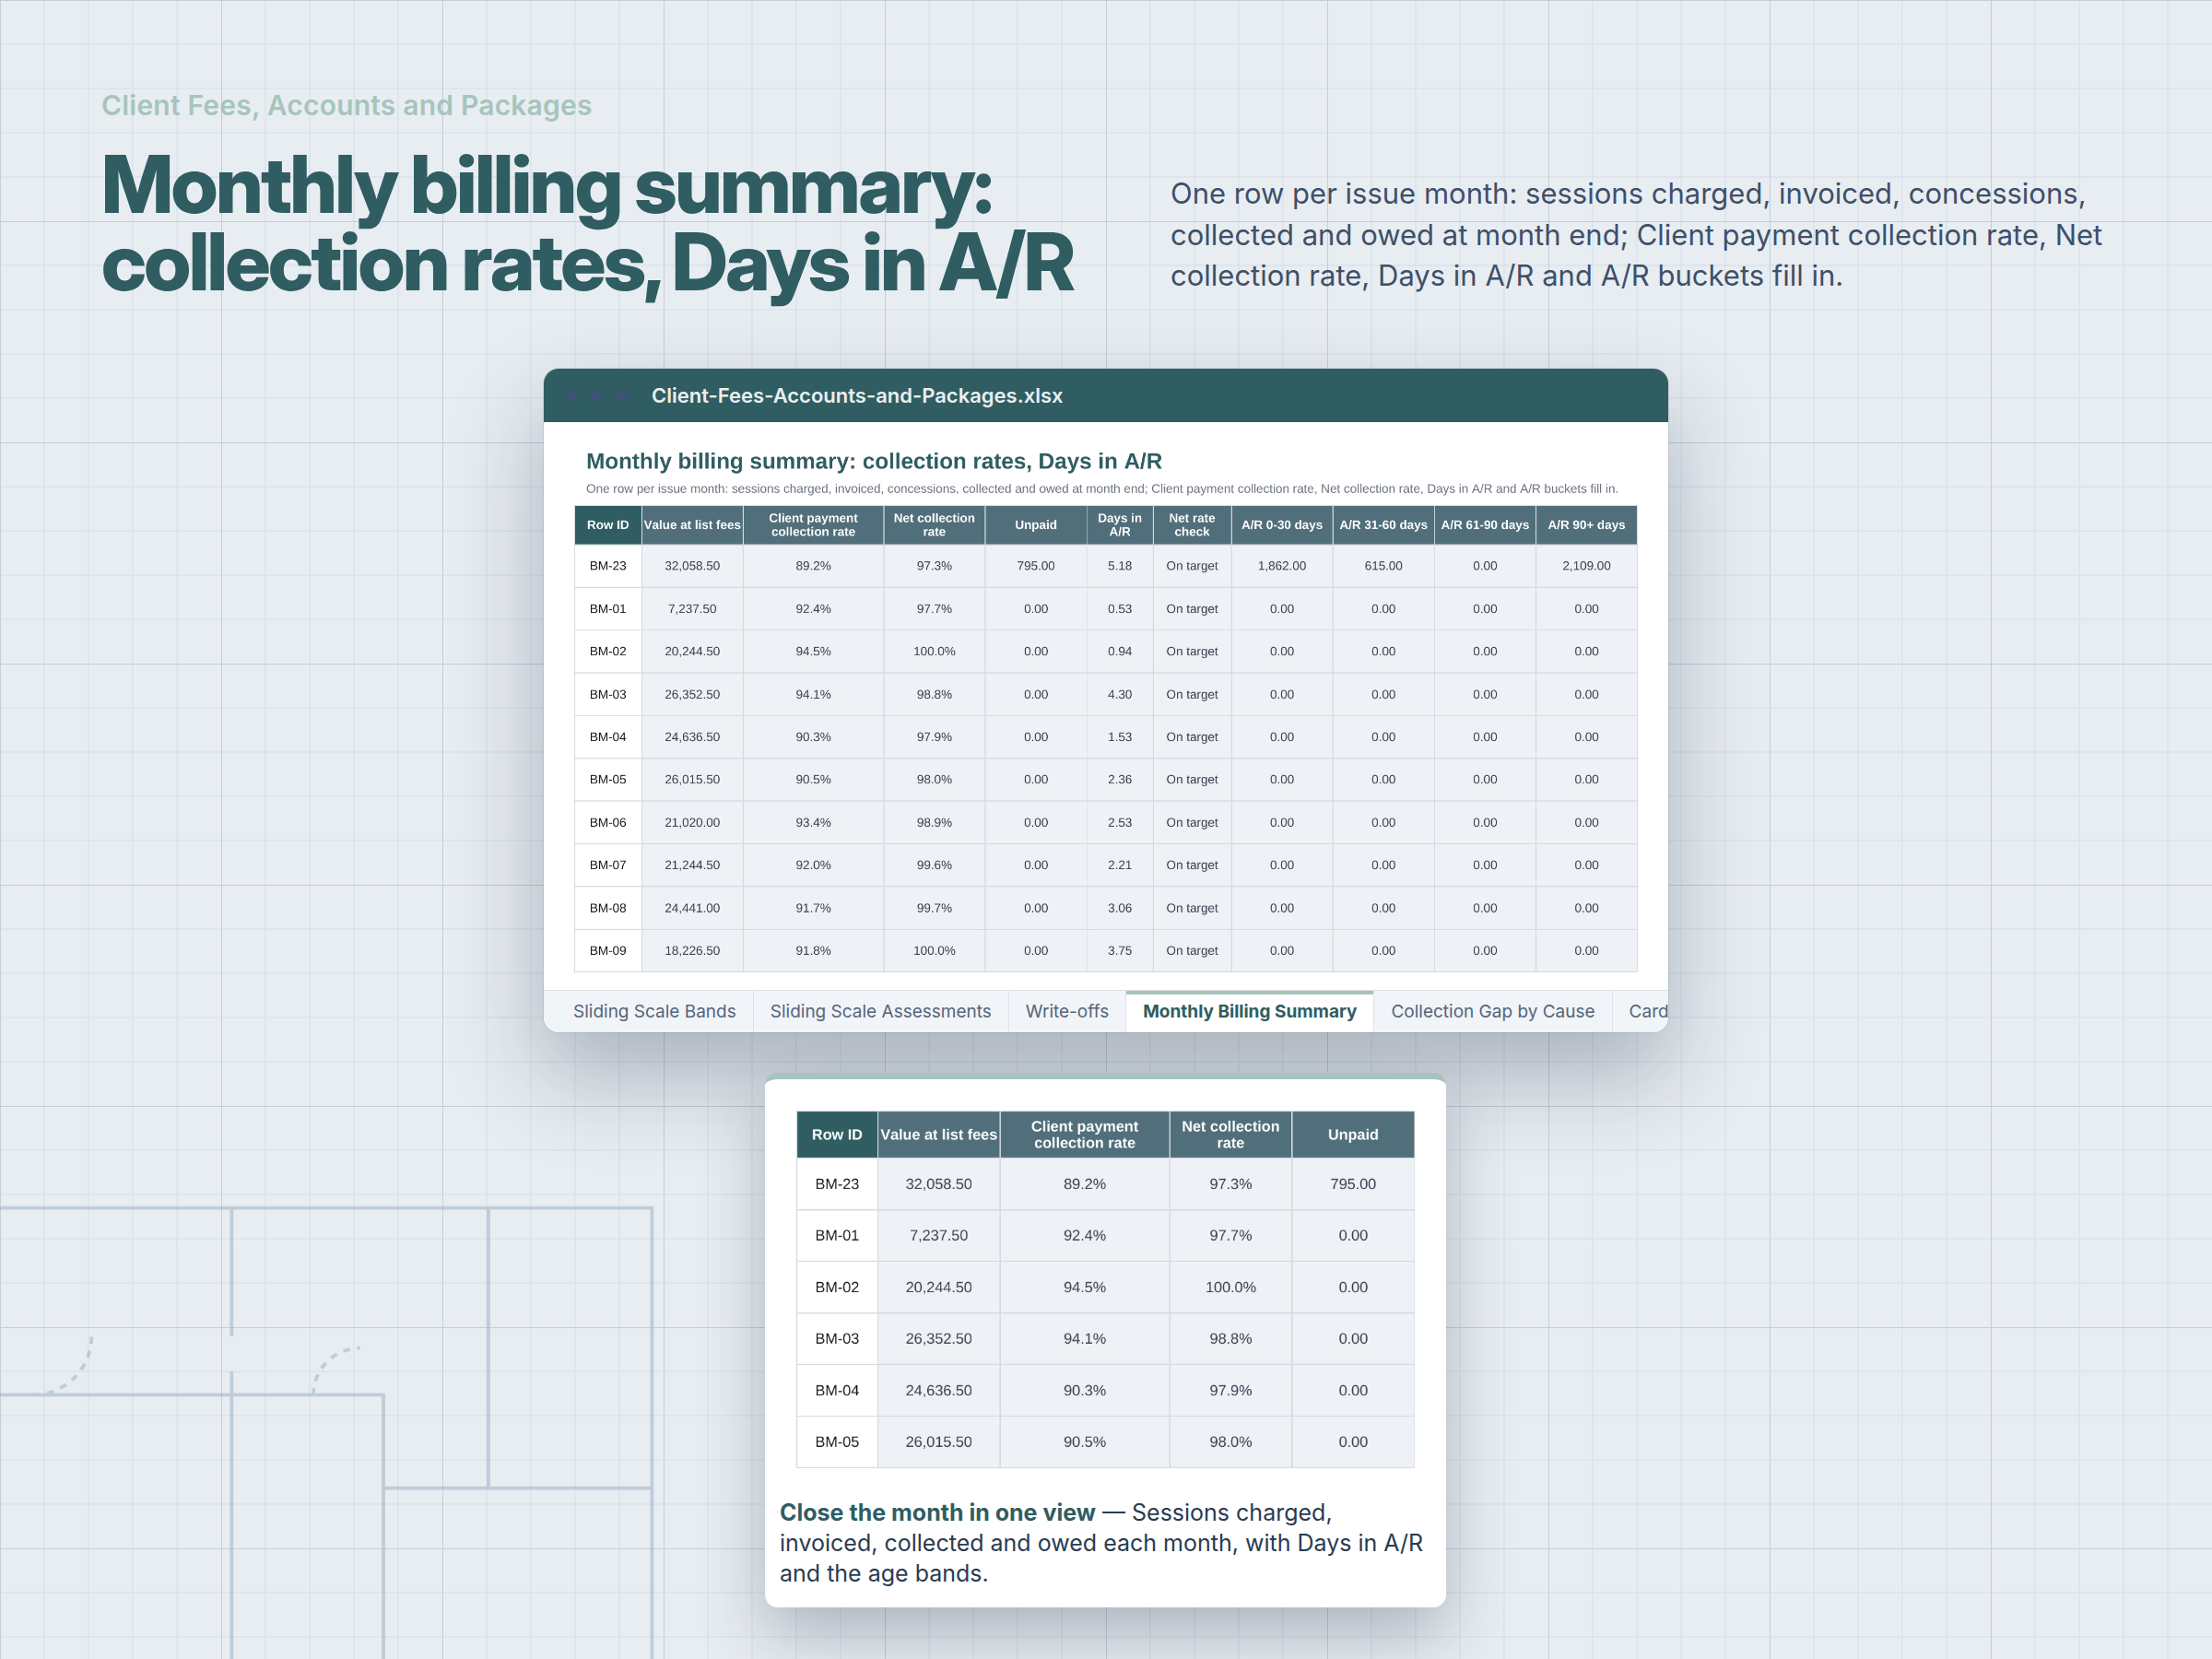 Client Fees, Accounts and Packages
Monthly billing summary:
collection rates, Days in A/R
One row per issue month: sessions charged, invoiced, concessions,
collected and owed at month end; Client payment collection rate, Net
collection rate, Days in A/R and A/R buckets fill in.
Client-Fees-Accounts-and-Packages.xlsx
Monthly billing summary: collection rates, Days in A/R
One row per issue month: sessions charged, invoiced, concessions, collected and owed at month end; Client payment collection rate, Net collection rate, Days in A/R and A/R buckets fill in.
Row ID Value at list fees Client payment collection rate Net collection rate Unpaid Days in A/R Net rate check A/R 0-30 days A/R 31-60 days A/R 61-90 days A/R 90+ days
BM-23 32,058.50 89.2% 97.3% 795.00 5.18 On target 1,862.00 615.00 0.00 2,109.00
BM-01 7,237.50 92.4% 97.7% 0.00 0.53 On target 0.00 0.00 0.00 0.00
BM-02 20,244.50 94.5% 100.0% 0.00 0.94 On target 0.00 0.00 0.00 0.00
BM-03 26,352.50 94.1% 98.8% 0.00 4.30 On target 0.00 0.00 0.00 0.00
BM-04 24,636.50 90.3% 97.9% 0.00 1.53 On target 0.00 0.00 0.00 0.00
BM-05 26,015.50 90.5% 98.0% 0.00 2.36 On target 0.00 0.00 0.00 0.00
BM-06 21,020.00 93.4% 98.9% 0.00 2.53 On target 0.00 0.00 0.00 0.00
BM-07 21,244.50 92.0% 99.6% 0.00 2.21 On target 0.00 0.00 0.00 0.00
BM-08 24,441.00 91.7% 99.7% 0.00 3.06 On target 0.00 0.00 0.00 0.00
BM-09 18,226.50 91.8% 100.0% 0.00 3.75 On target 0.00 0.00 0.00 0.00
Sliding Scale Bands Sliding Scale Assessments Write-offs Monthly Billing Summary Collection Gap by Cause Card
Row ID Value at list fees Client payment collection rate Net collection rate Unpaid
BM-23 32,058.50 89.2% 97.3% 795.00
BM-01 7,237.50 92.4% 97.7% 0.00
BM-02 20,244.50 94.5% 100.0% 0.00
BM-03 26,352.50 94.1% 98.8% 0.00
BM-04 24,636.50 90.3% 97.9% 0.00
BM-05 26,015.50 90.5% 98.0% 0.00
Close the month in one view — Sessions charged,
invoiced, collected and owed each month, with Days in A/R
and the age bands.